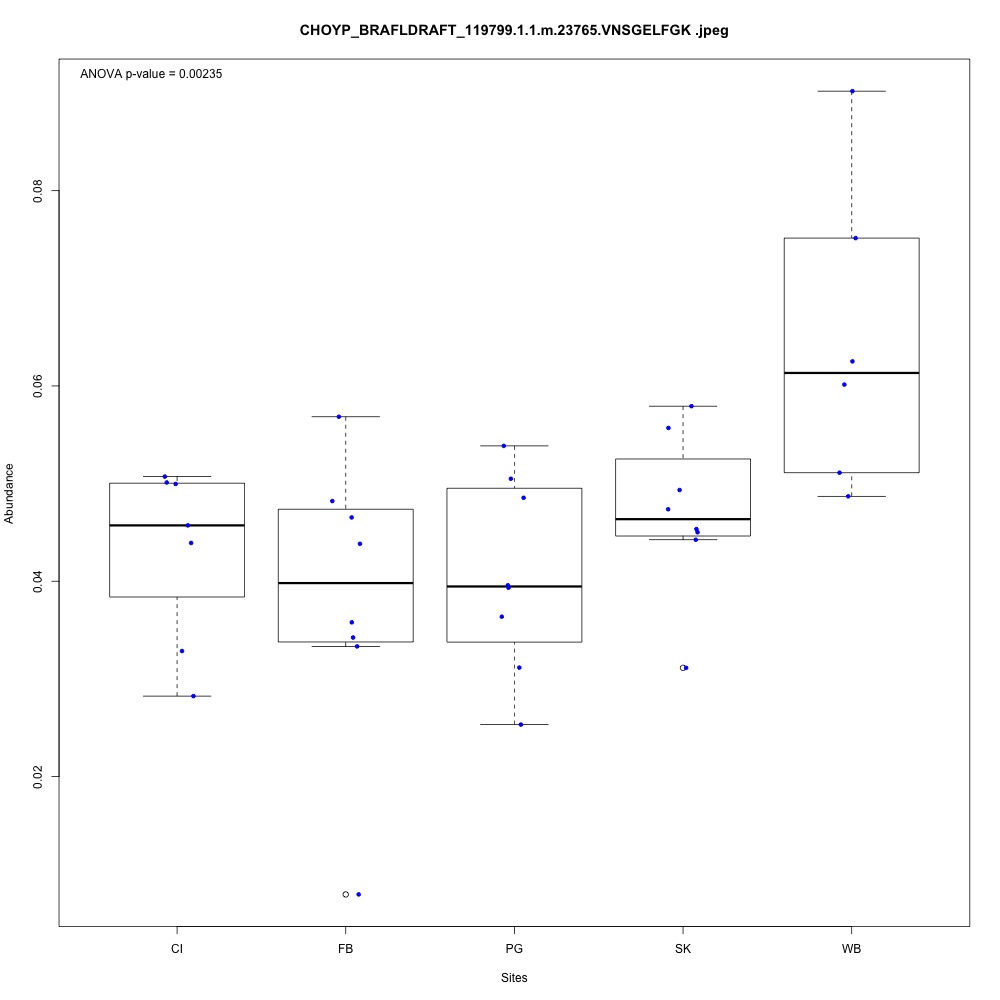 CHOYP_BRAFLDRAFT_119799.1.1.m.23765.VNSGELFGK .jpeg
ANOVA p-value = 0.00235
0.08
0.06
0.04
0.02
Abundance
CI FB PG SK WB
Sites